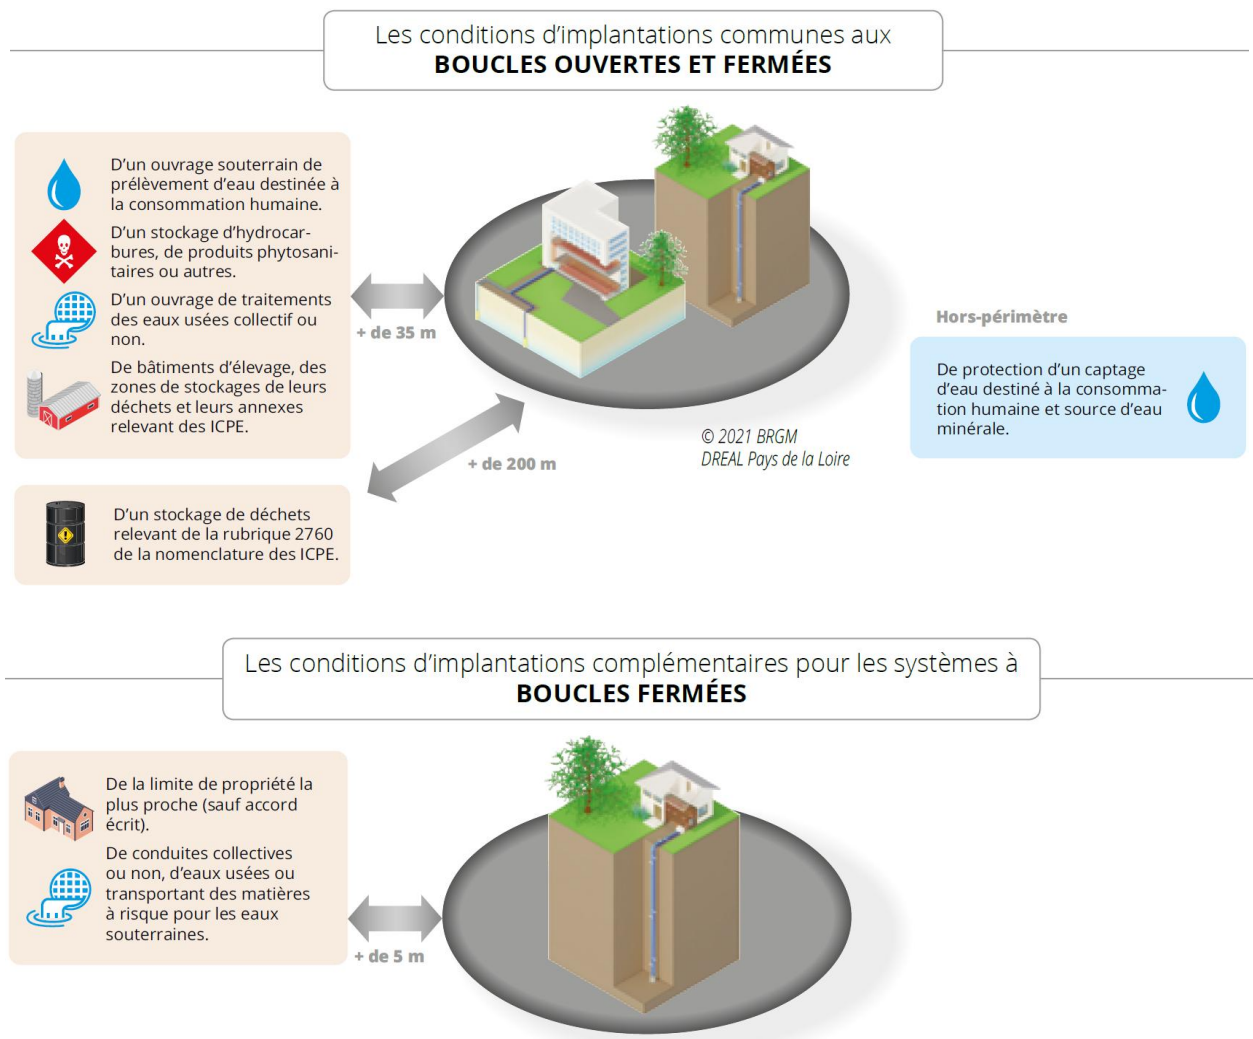 Les conditions d'implantations communes aux
BOUCLES OUVERTES ET FERMÉES
D'un ouvrage souterrain de
prélèvement d'eau destinée à
la consommation humaine.
D'un stockage d'hydrocar-
bures, de produits phytosani-
taires ou autres.
D'un ouvrage de traitements
des eaux usées collectif ou
non.
De bâtiments d'élevage, des
zones de stockages de leurs
déchets et leurs annexes
relevant des ICPE.
+ de 35 m
Hors-périmètre
De protection d'un captage
d'eau destiné à la consomma-
tion humaine et source d'eau
minérale.
© 2021 BRGM
DREAL Pays de la Loire
+ de 200 m
D'un stockage de déchets
relevant de la rubrique 2760
de la nomenclature des ICPE.
Les conditions d'implantations complémentaires pour les systèmes à
BOUCLES FERMÉES
De la limite de propriété la
plus proche (sauf accord
écrit).
De conduites collectives
ou non, d'eaux usées ou
transportant des matières
à risque pour les eaux
souterraines.
+ de 5 m